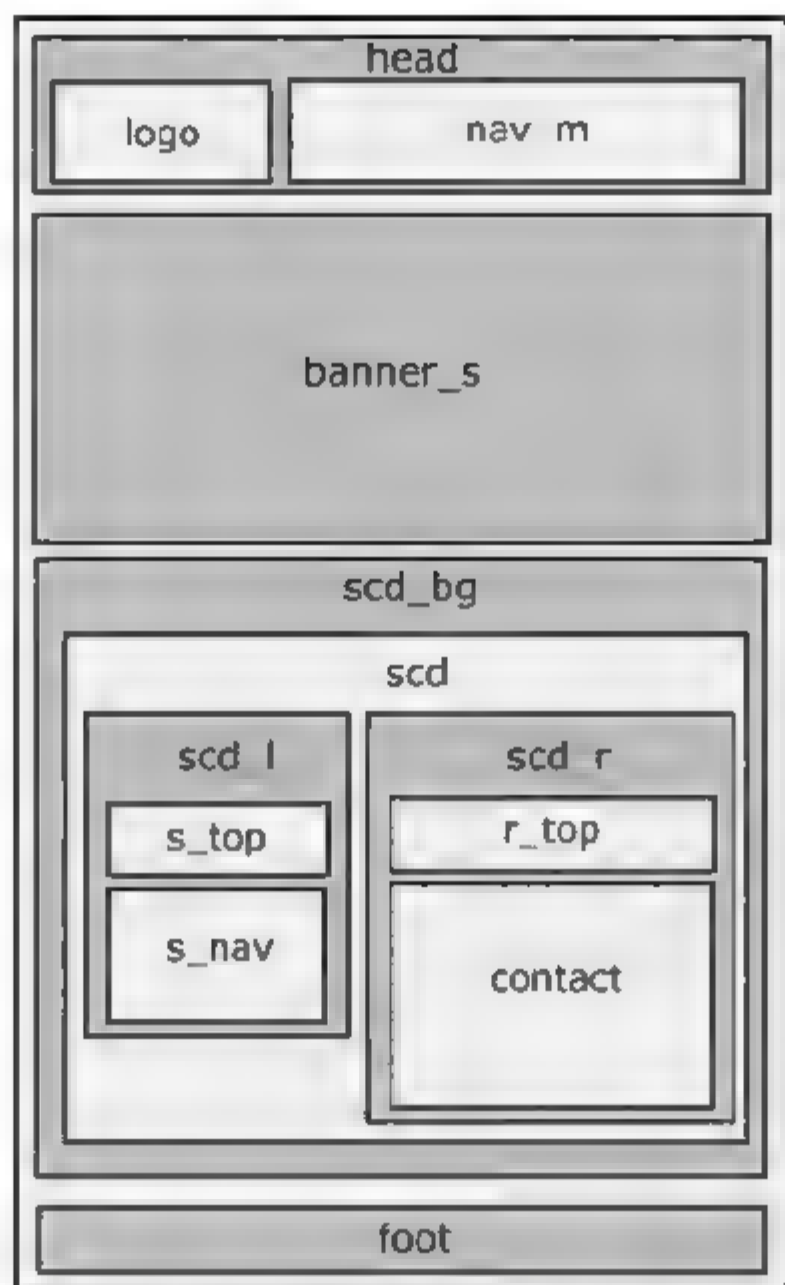 head
logo
nav m
banner_s
scd_bg
scd
scd l
s_top
s_nav
scd r
r_top
contact
foot